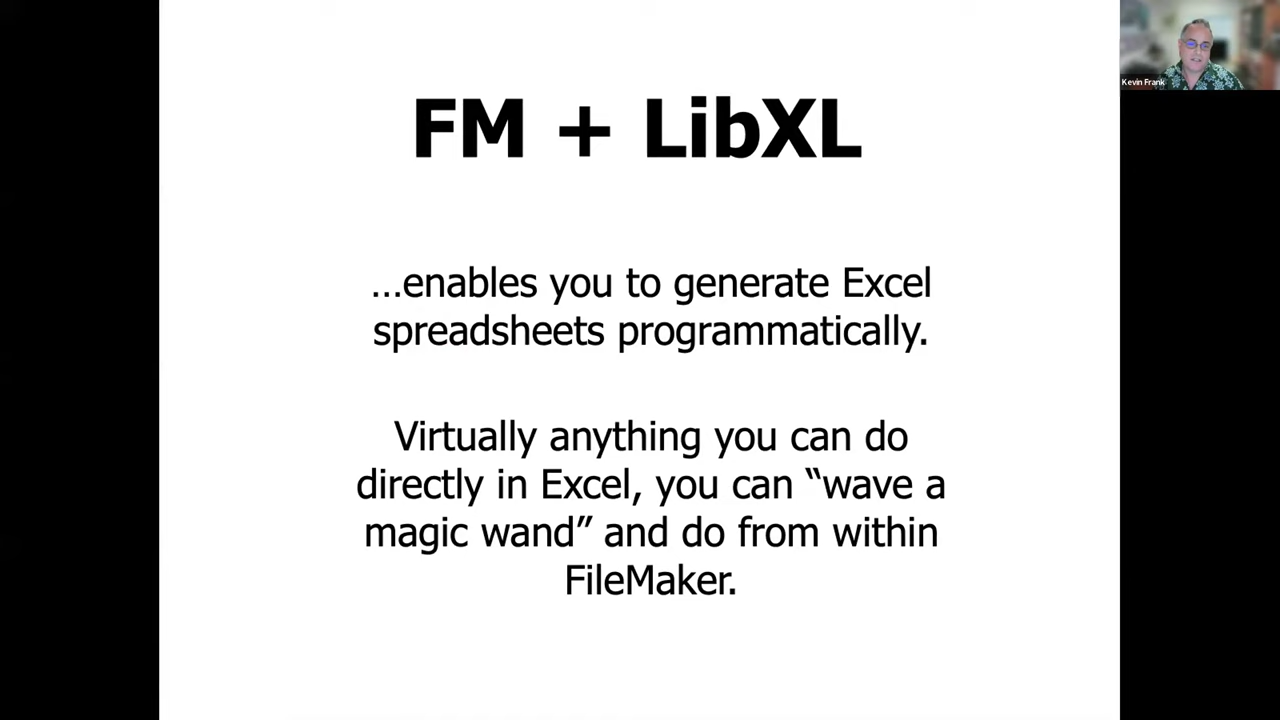 FM + LibXL
Kevin Frank
...enables you to generate Excel
spreadsheets programmatically.
Virtually anything you can do
directly in Excel, you can “wave a
magic wand” and do from within
FileMaker.